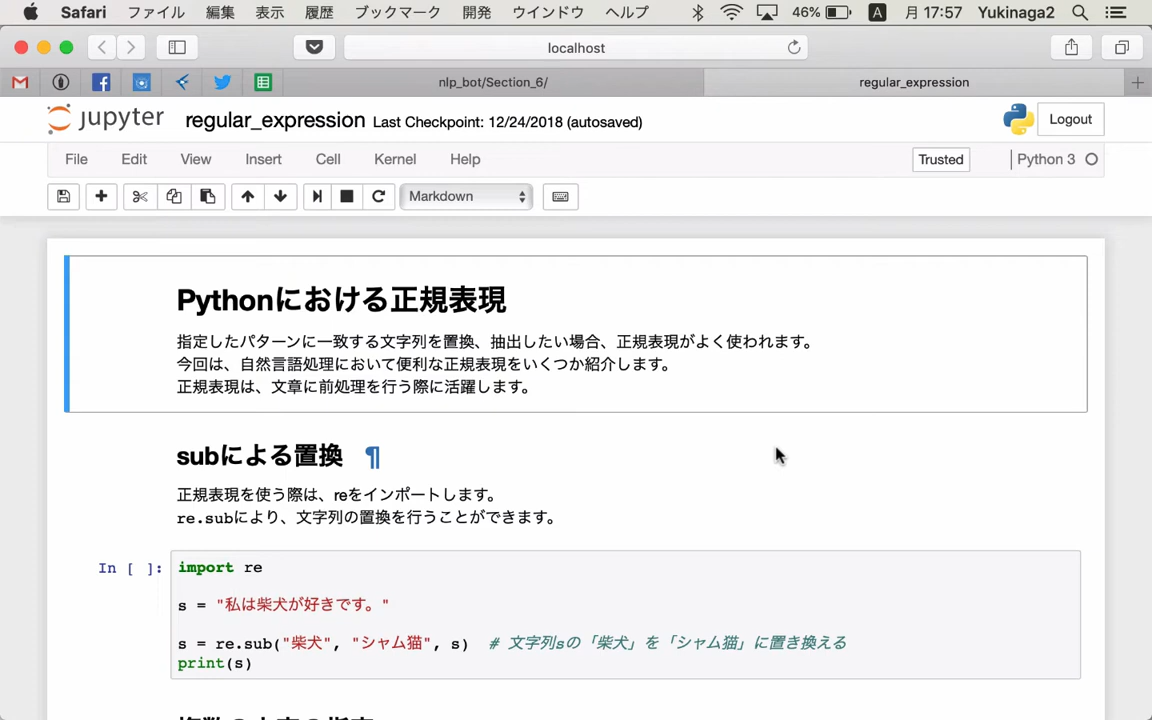 Safari ファイル 編集 表示 履歴 ブックマーク 開発 ウインドウ ヘルプ 46% A 月 17:57 Yukinaga2
localhost
nlp_bot/Section_6/ regular_expression
jupyter regular_expression Last Checkpoint: 12/24/2018 (autosaved) Logout
File Edit View Insert Cell Kernel Help Trusted Python 3
Markdown
Pythonにおける正規表現
指定したパターンに一致する文字列を置換、抽出したい場合、正規表現がよく使われます。
今回は、自然言語処理において便利な正規表現をいくつか紹介します。
正規表現は、文章に前処理を行う際に活躍します。
subによる置換 ¶
正規表現を使う際は、reをインポートします。
re.subにより、文字列の置換を行うことができます。
In [ ]: import re
s = "私は柴犬が好きです。"
s = re.sub("柴犬", "シャム猫", s) # 文字列sの「柴犬」を「シャム猫」に置き換える
print(s)